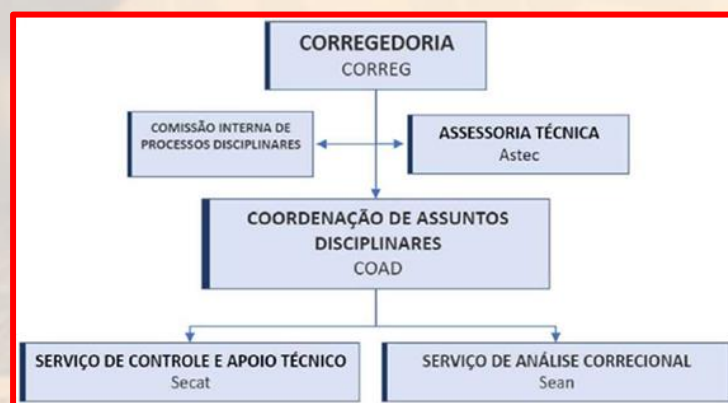 CORREGEDORIA
CORREG
COMISSÃO INTERNA DE
PROCESSOS DISCIPLINARES
ASSESSORIA TÉCNICA
Astec
COORDENAÇÃO DE ASSUNTOS
DISCIPLINARES
COAD
SERVIÇO DE CONTROLE E APOIO TÉCNICO
Secat
SERVIÇO DE ANÁLISE CORRECIONAL
Sean